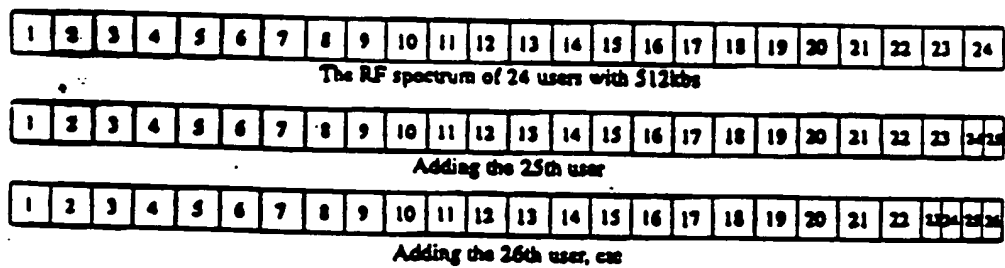 1 2 3 4 5 6 7 8 9 10 11 12 13 14 15 16 17 18 19 20 21 22 23 24
The RF spectrum of 24 users with 512kbs
1 2 3 4 5 6 7 8 9 10 11 12 13 14 15 16 17 18 19 20 21 22 23 24 25
Adding the 25th user
1 2 3 4 5 6 7 8 9 10 11 12 13 14 15 16 17 18 19 20 21 22 23 24 25 26
Adding the 26th user, etc